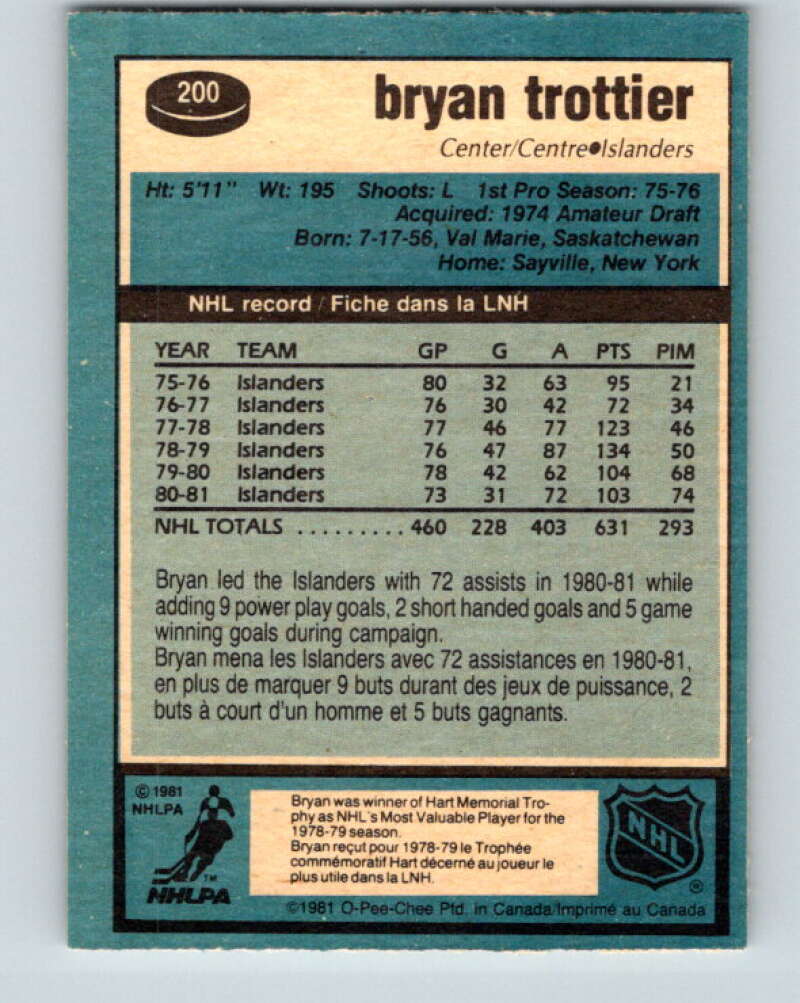 200
bryan trottier
Center/Centre●Islanders
Ht: 5'11" Wt: 195 Shoots: L 1st Pro Season: 75-76
Acquired: 1974 Amateur Draft
Born: 7-17-56, Val Marie, Saskatchewan
Home: Sayville, New York
NHL record / Fiche dans la LNH
YEAR TEAM GP G A PTS PIM
75-76 Islanders 80 32 63 95 21
76-77 Islanders 76 30 42 72 34
77-78 Islanders 77 46 77 123 46
78-79 Islanders 76 47 87 134 50
79-80 Islanders 78 42 62 104 68
80-81 Islanders 73 31 72 103 74
NHL TOTALS ......... 460 228 403 631 293
Bryan led the Islanders with 72 assists in 1980-81 while
adding 9 power play goals, 2 short handed goals and 5 game
winning goals during campaign.
Bryan mena les Islanders avec 72 assistances en 1980-81,
en plus de marquer 9 buts durant des jeux de puissance, 2
buts à court d'un homme et 5 buts gagnants.
© 1981
NHLPA
TM
NHLPA
Bryan was winner of Hart Memorial Tro-
phy as NHL's Most Valuable Player for the
1978-79 season.
Bryan reçut pour 1978-79 le Trophée
commémoratif Hart décerné au joueur le
plus utile dans la LNH.
NHL
®
©1981 O-Pee-Chee Ptd. in Canada/Imprimé au Canada